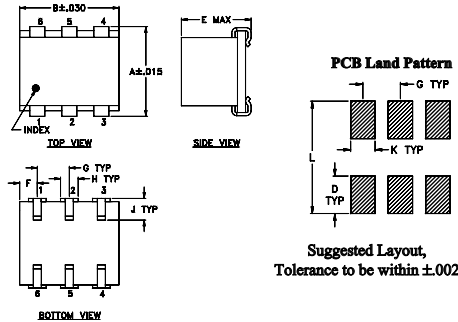 B±.030
6 5 4
A±.015
INDEX
1 2 3
TOP VIEW
E MAX
SIDE VIEW
PCB Land Pattern
G TYP
L
K TYP
D
TYP
Suggested Layout,
Tolerance to be within ±.002
G TYP
H TYP
F
1 2 3
J TYP
6 5 4
BOTTOM VIEW